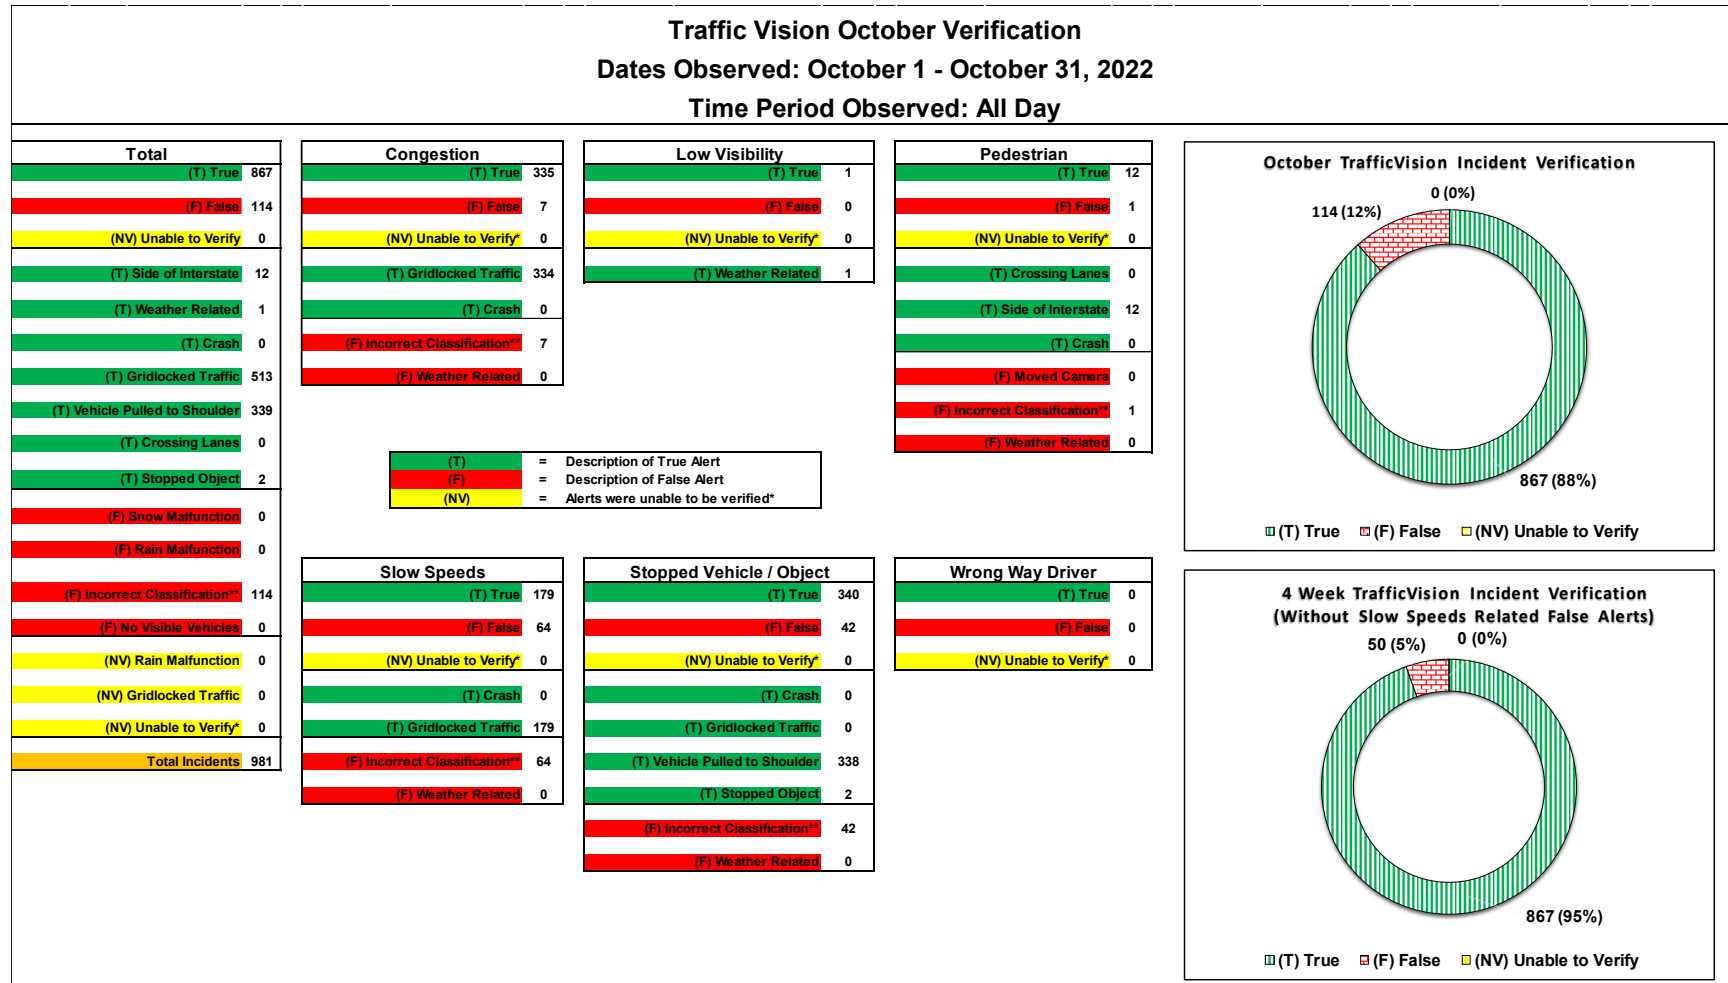 Traffic Vision October Verification
Dates Observed: October 1 - October 31, 2022
Time Period Observed: All Day
Total
(T) True 867
(F) False 114
(NV) Unable to Verify 0
(T) Side of Interstate 12
(T) Weather Related 1
(T) Crash 0
(T) Gridlocked Traffic 513
(T) Vehicle Pulled to Shoulder 339
(T) Crossing Lanes 0
(T) Stopped Object 2
(F) Snow Malfunction 0
(F) Rain Malfunction 0
(F) Incorrect Classification** 114
(F) No Visible Vehicles 0
(NV) Rain Malfunction 0
(NV) Gridlocked Traffic 0
(NV) Unable to Verify* 0
Total Incidents 981
Congestion
(T) True 335
(F) False 7
(NV) Unable to Verify* 0
(T) Gridlocked Traffic 334
(T) Crash 0
(F) Incorrect Classification** 7
(F) Weather Related 0
Low Visibility
(T) True 1
(F) False 0
(NV) Unable to Verify* 0
(T) Weather Related 1
Pedestrian
(T) True 12
(F) False 1
(NV) Unable to Verify* 0
(T) Crossing Lanes 0
(T) Side of Interstate 12
(T) Crash 0
(F) Moved Camera 0
(F) Incorrect Classification** 1
(F) Weather Related 0
(T) = Description of True Alert
(F) = Description of False Alert
(NV) = Alerts were unable to be verified*
Slow Speeds
(T) True 179
(F) False 64
(NV) Unable to Verify* 0
(T) Crash 0
(T) Gridlocked Traffic 179
(F) Incorrect Classification** 64
(F) Weather Related 0
Stopped Vehicle / Object
(T) True 340
(F) False 42
(NV) Unable to Verify* 0
(T) Crash 0
(T) Gridlocked Traffic 0
(T) Vehicle Pulled to Shoulder 338
(T) Stopped Object 2
(F) Incorrect Classification** 42
(F) Weather Related 0
Wrong Way Driver
(T) True 0
(F) False 0
(NV) Unable to Verify* 0
October TrafficVision Incident Verification
0 (0%)
114 (12%)
867 (88%)
(T) True (F) False (NV) Unable to Verify
4 Week TrafficVision Incident Verification
(Without Slow Speeds Related False Alerts)
50 (5%) 0 (0%)
867 (95%)
(T) True (F) False (NV) Unable to Verify